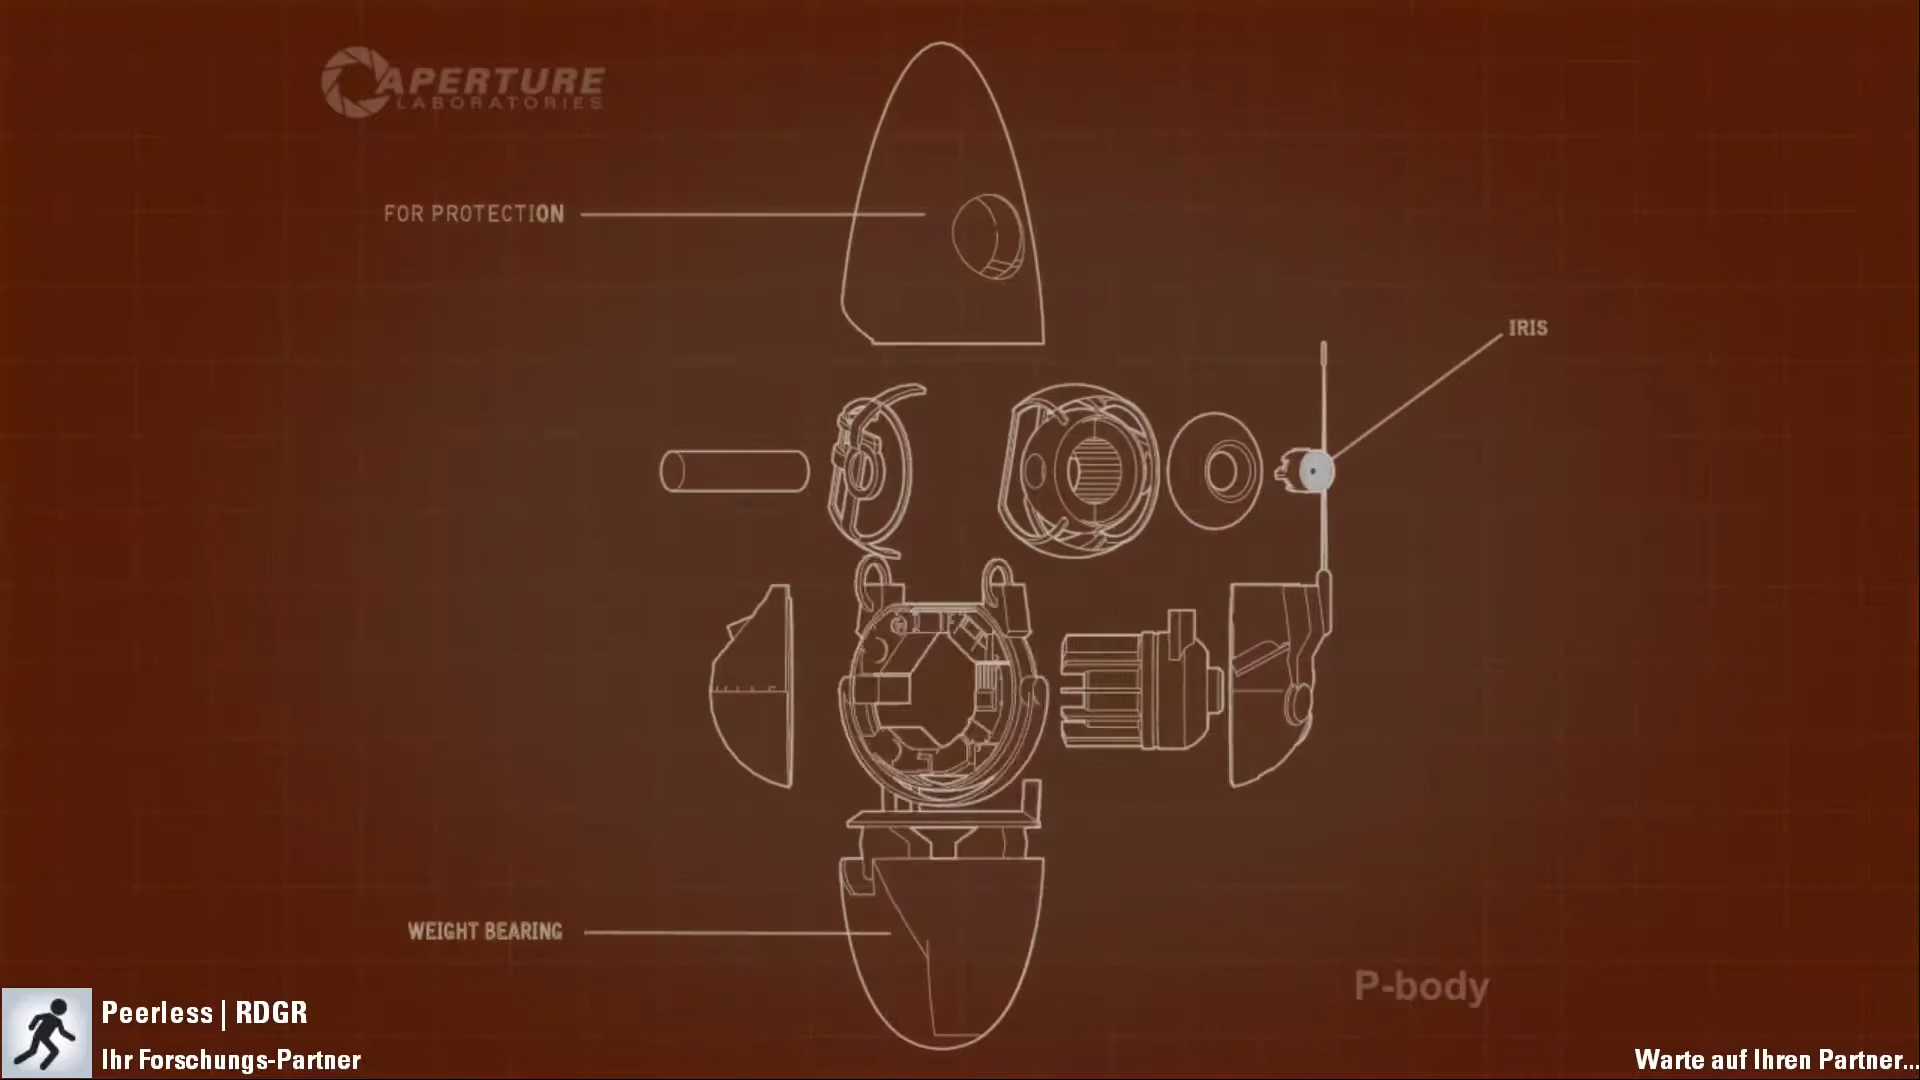 APERTURE
LABORATORIES
FOR PROTECTION
IRIS
WEIGHT BEARING
P-body
Peerless | RDGR
Ihr Forschungs-Partner
Warte auf Ihren Partner...